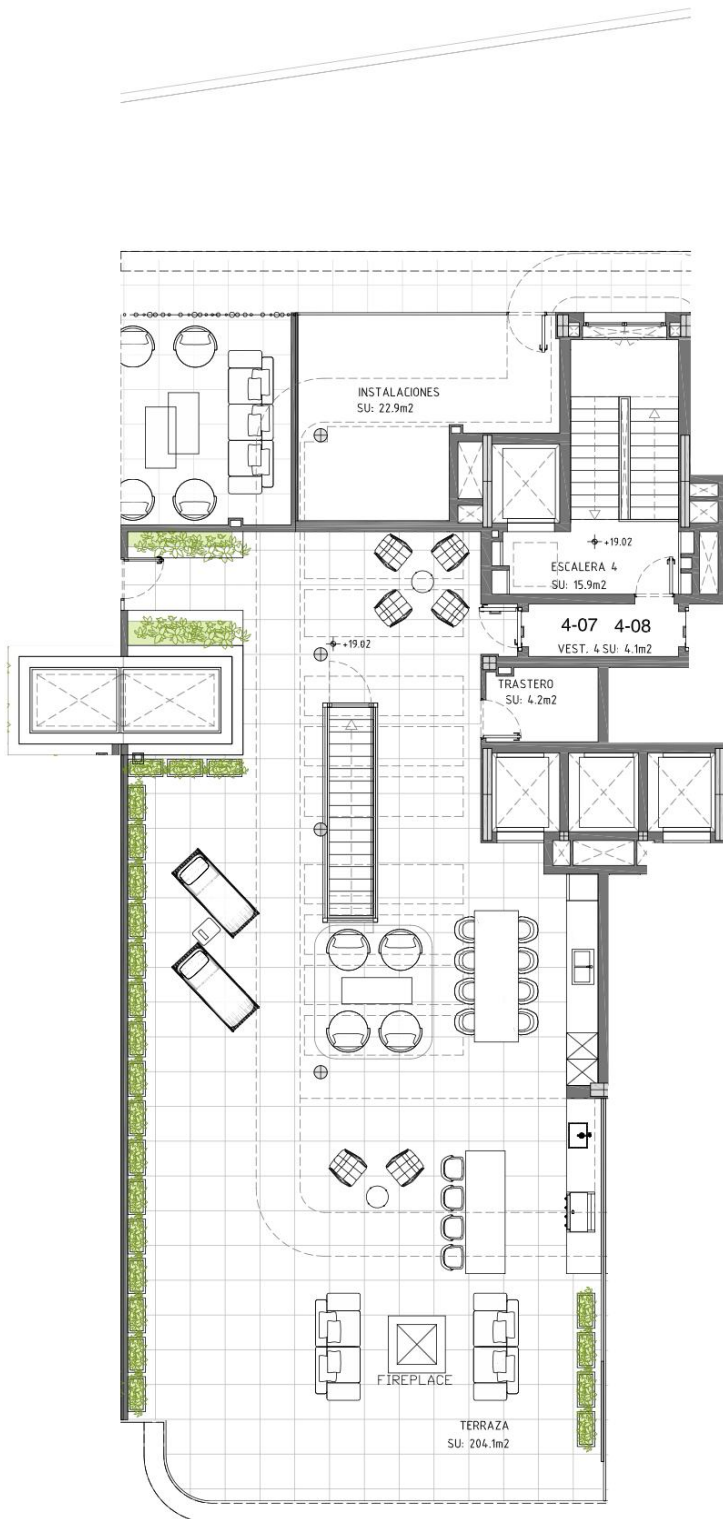 INSTALACIONES
SU: 22.9m2
+19.02
ESCALERA 4
SU: 15.9m2
4-07 4-08
VEST. 4 SU: 4.1m2
+19.02
TRASTERO
SU: 4.2m2
FIREPLACE
TERRAZA
SU: 204.1m2